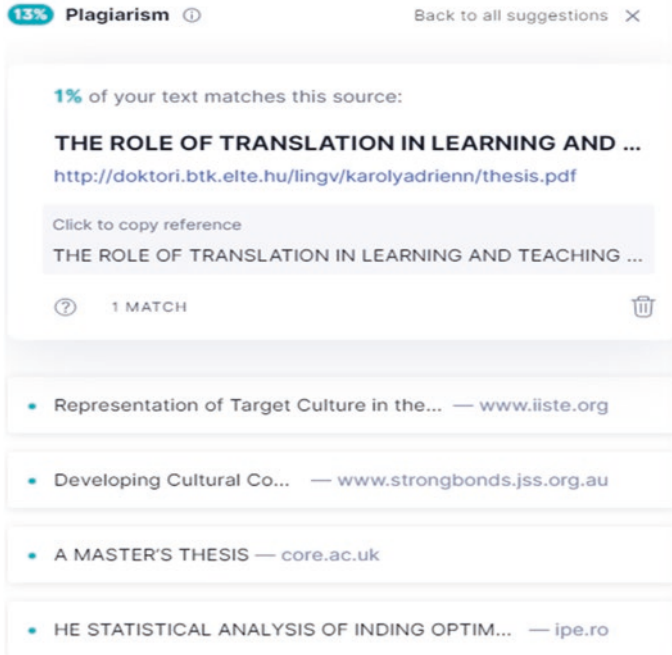 13% Plagiarism Back to all suggestions
1% of your text matches this source:
THE ROLE OF TRANSLATION IN LEARNING AND ...
http://doktori.btk.elte.hu/lingv/karolyadrienn/thesis.pdf
Click to copy reference
THE ROLE OF TRANSLATION IN LEARNING AND TEACHING ...
1 MATCH
Representation of Target Culture in the... — www.iiste.org
Developing Cultural Co... — www.strongbonds.jss.org.au
A MASTER'S THESIS — core.ac.uk
HE STATISTICAL ANALYSIS OF INDING OPTIM... — ipe.ro